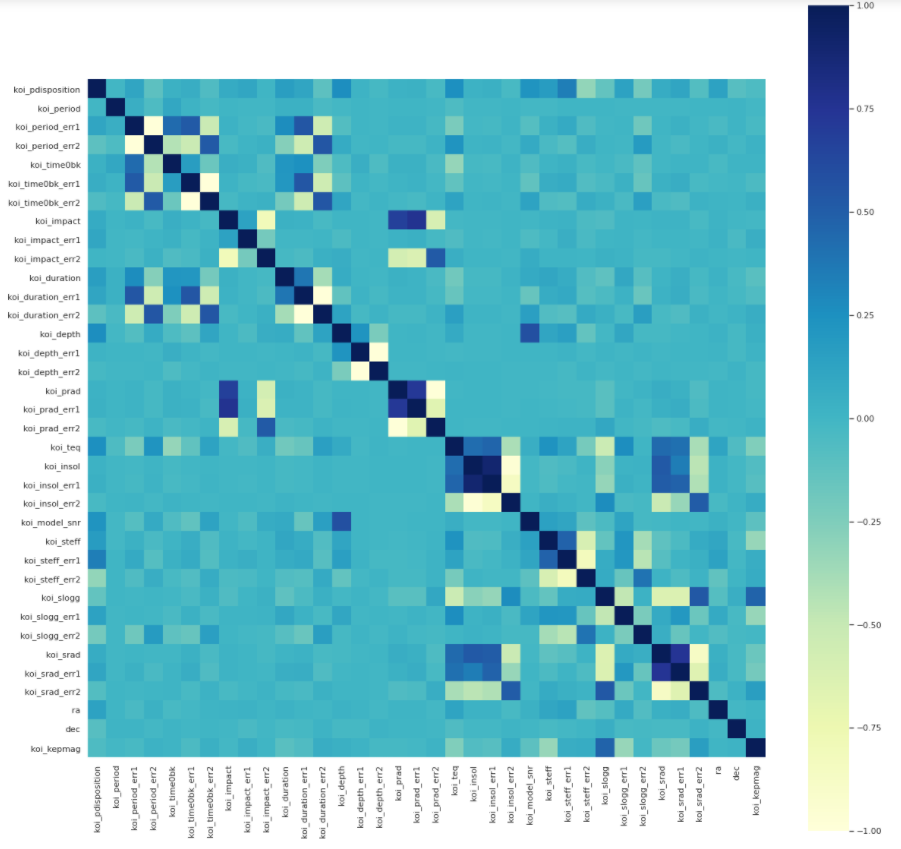 koi_pdisposition
koi_period
koi_period_err1
koi_period_err2
koi_time0bk
koi_time0bk_err1
koi_time0bk_err2
koi_impact
koi_impact_err1
koi_impact_err2
koi_duration
koi_duration_err1
koi_duration_err2
koi_depth
koi_depth_err1
koi_depth_err2
koi_prad
koi_prad_err1
koi_prad_err2
koi_teq
koi_insol
koi_insol_err1
koi_insol_err2
koi_model_snr
koi_steff
koi_steff_err1
koi_steff_err2
koi_slogg
koi_slogg_err1
koi_slogg_err2
koi_srad
koi_srad_err1
koi_srad_err2
ra
dec
koi_kepmag
koi_pdisposition
koi_period
koi_period_err1
koi_period_err2
koi_time0bk
koi_time0bk_err1
koi_time0bk_err2
koi_impact
koi_impact_err1
koi_impact_err2
koi_duration
koi_duration_err1
koi_duration_err2
koi_depth
koi_depth_err1
koi_depth_err2
koi_prad
koi_prad_err1
koi_prad_err2
koi_teq
koi_insol
koi_insol_err1
koi_insol_err2
koi_model_snr
koi_steff
koi_steff_err1
koi_steff_err2
koi_slogg
koi_slogg_err1
koi_slogg_err2
koi_srad
koi_srad_err1
koi_srad_err2
ra
dec
koi_kepmag
1.00
0.75
0.50
0.25
0.00
−0.25
−0.50
−0.75
−1.00